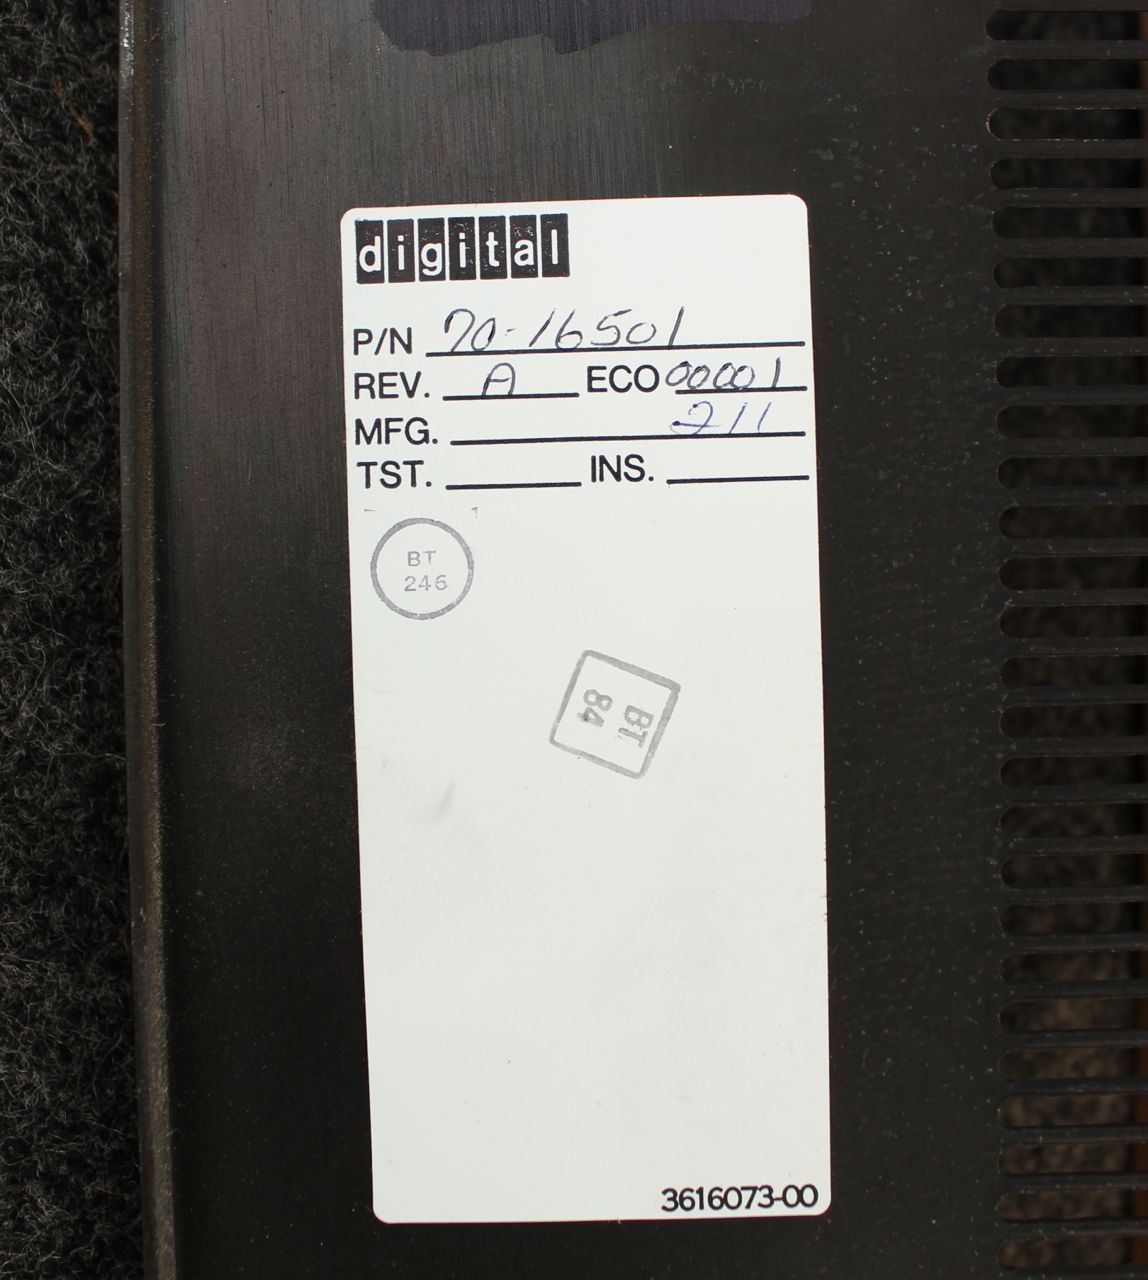 digital
P/N 70-16501
REV. A ECO 00001
MFG. 211
TST. INS.
BT
246
BT
84
3616073-00